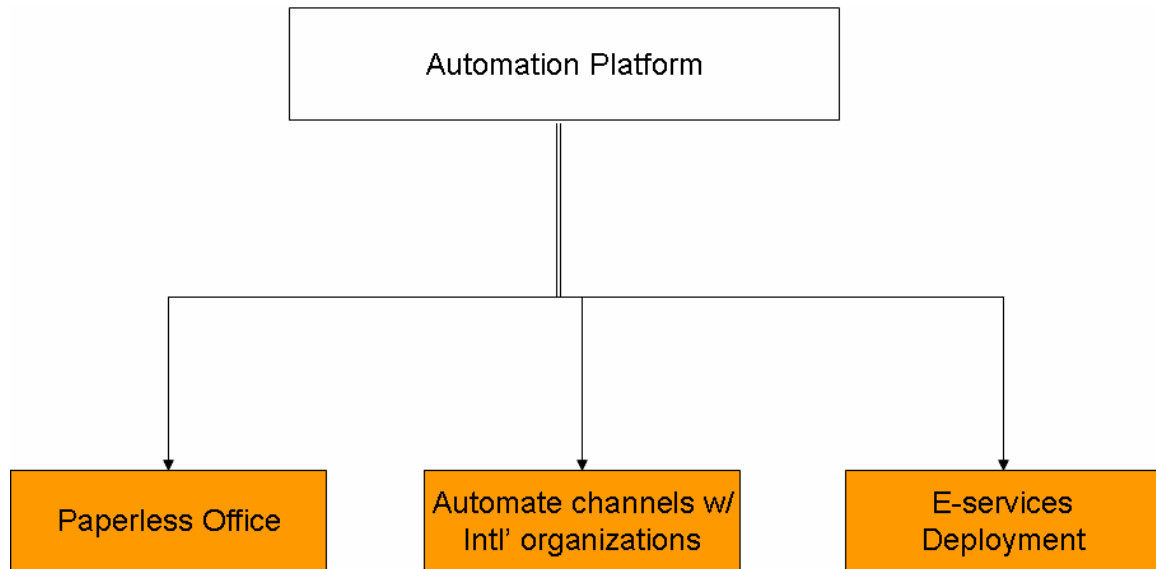 Automation Platform
Paperless Office
Automate channels w/
Intl’ organizations
E-services
Deployment